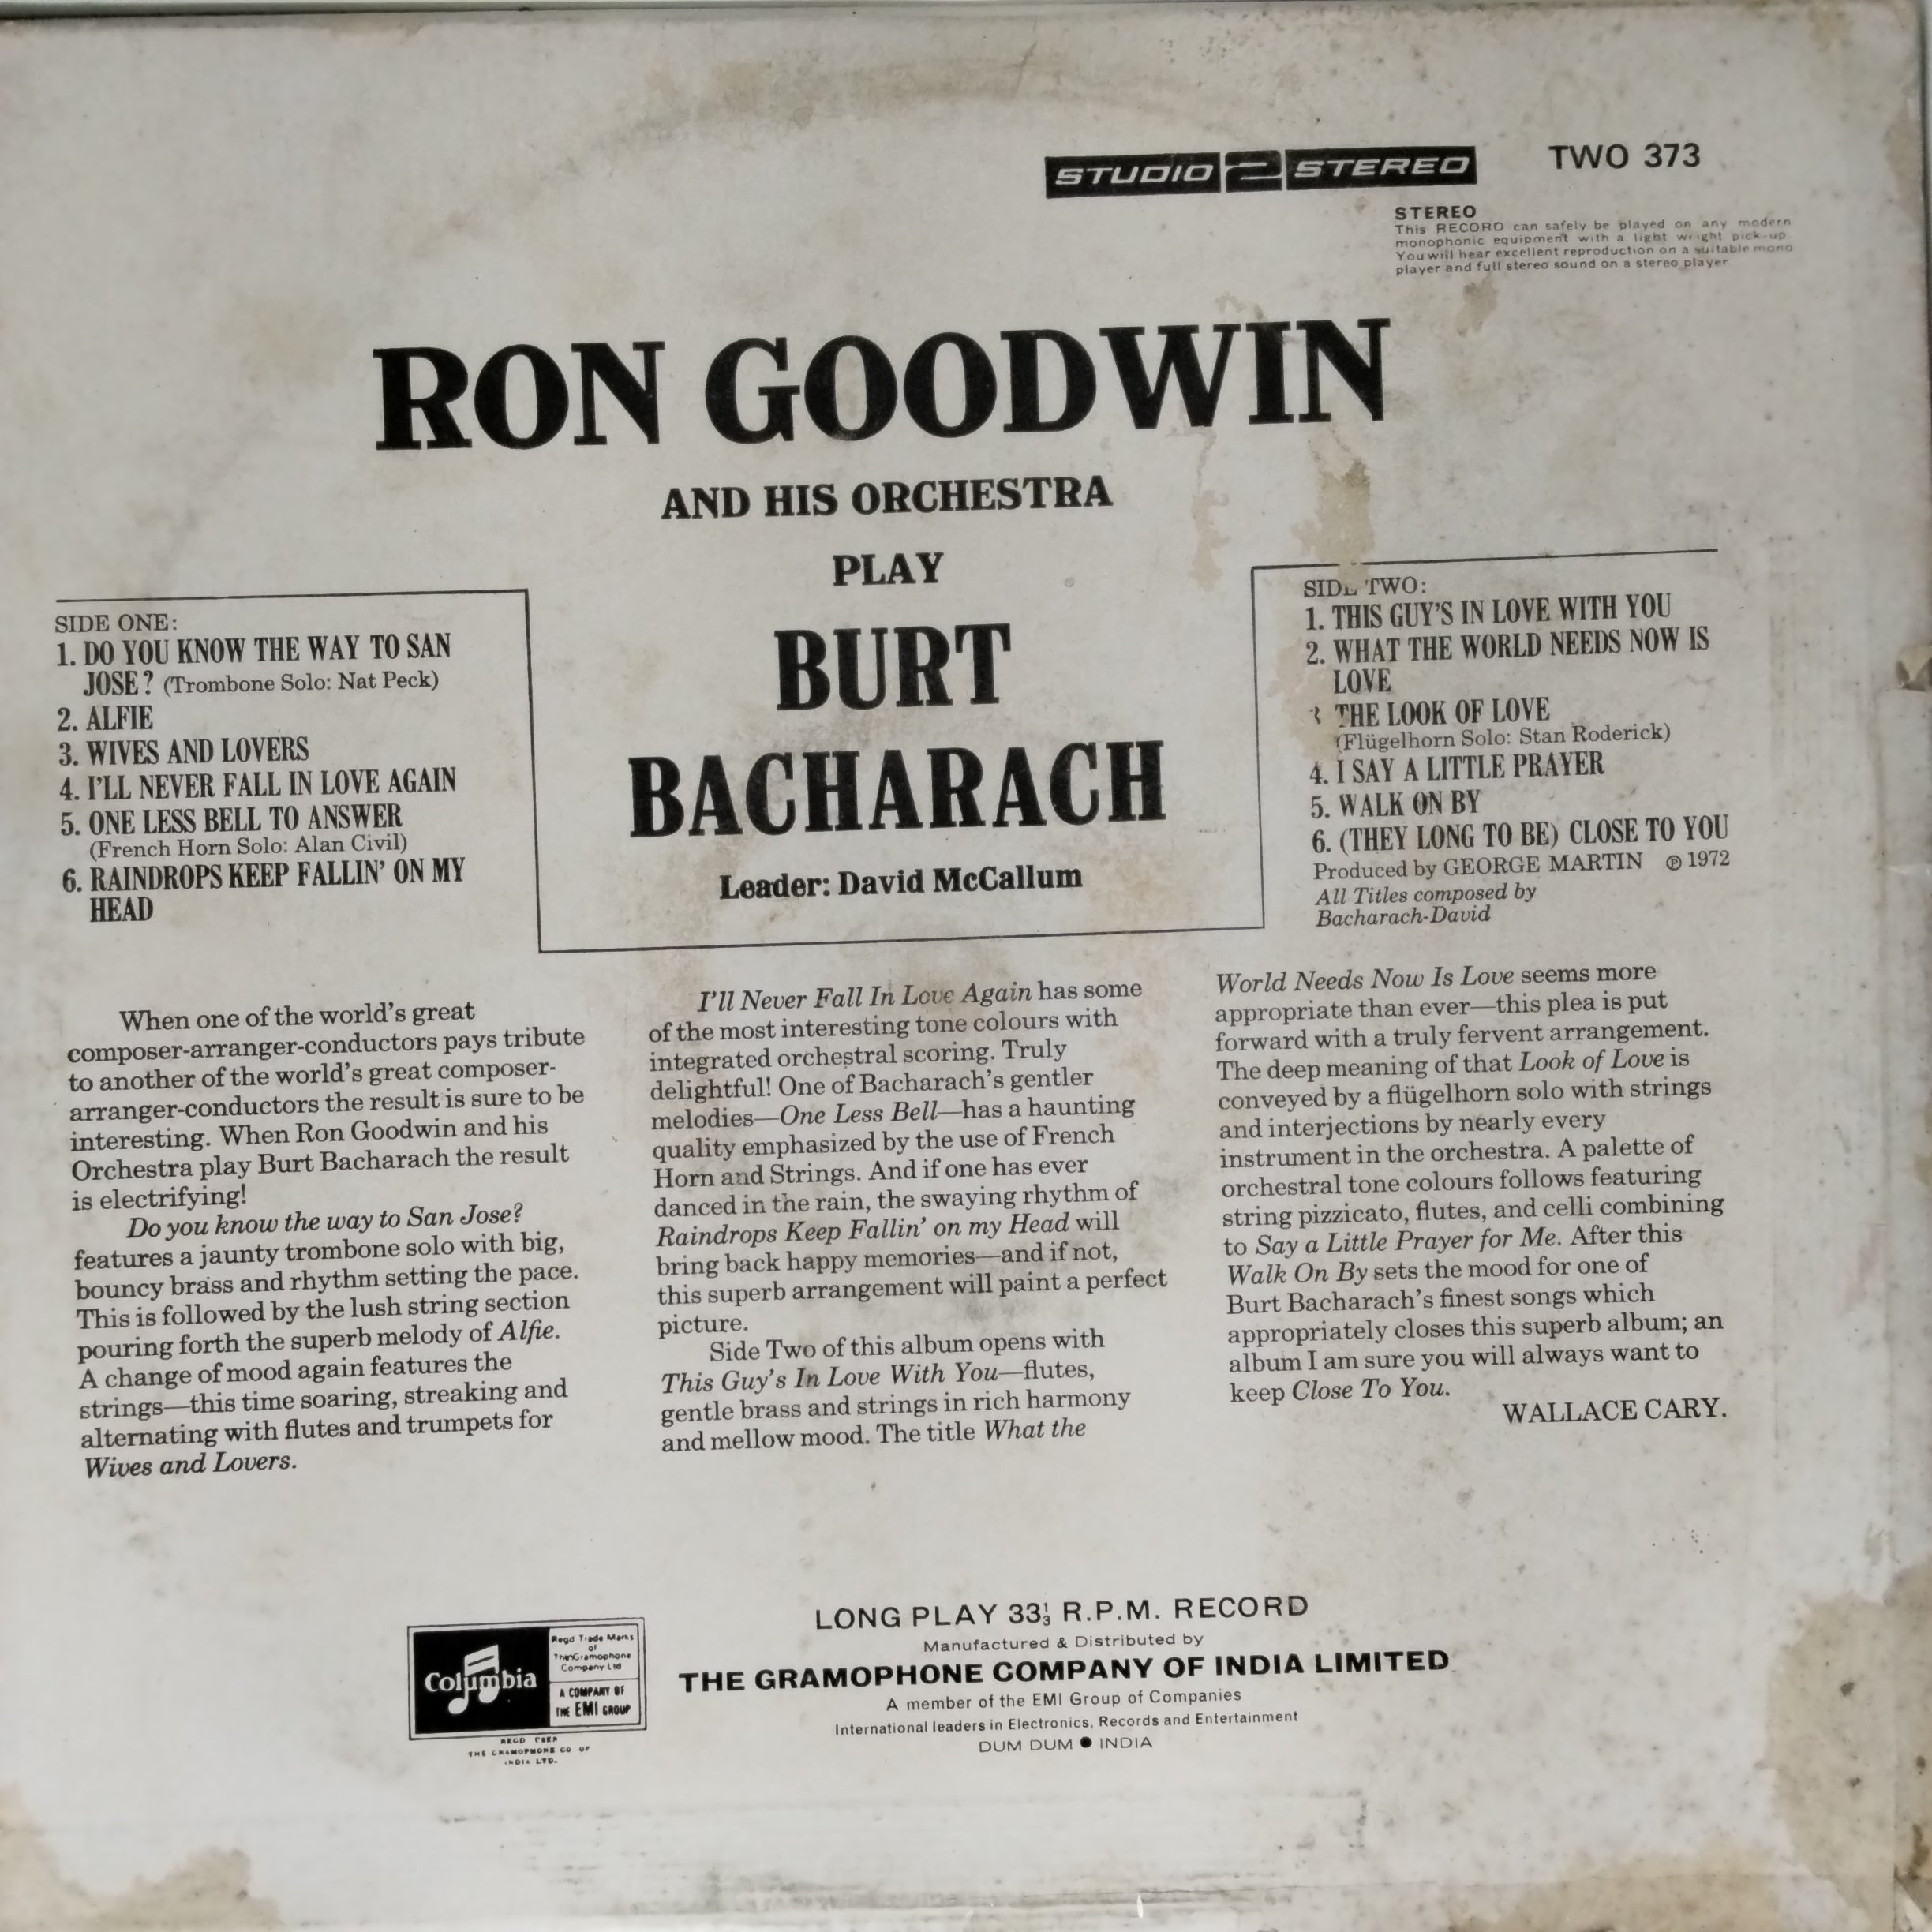 STUDIO 2 STEREO
TWO 373
STEREO
This RECORD can safely be played on any modern
monophonic equipment with a light weight pick-up
You will hear excellent reproduction on a suitable mono
player and full stereo sound on a stereo player
RON GOODWIN
AND HIS ORCHESTRA
PLAY
BURT
BACHARACH
Leader: David McCallum
SIDE ONE:
1. DO YOU KNOW THE WAY TO SAN
JOSE? (Trombone Solo: Nat Peck)
2. ALFIE
3. WIVES AND LOVERS
4. I'LL NEVER FALL IN LOVE AGAIN
5. ONE LESS BELL TO ANSWER
(French Horn Solo: Alan Civil)
6. RAINDROPS KEEP FALLIN' ON MY
HEAD
SIDE TWO:
1. THIS GUY'S IN LOVE WITH YOU
2. WHAT THE WORLD NEEDS NOW IS
LOVE
3 THE LOOK OF LOVE
(Flügelhorn Solo: Stan Roderick)
4. I SAY A LITTLE PRAYER
5. WALK ON BY
6. (THEY LONG TO BE) CLOSE TO YOU
Produced by GEORGE MARTIN ℗ 1972
All Titles composed by
Bacharach-David
When one of the world's great
composer-arranger-conductors pays tribute
to another of the world's great composer-
arranger-conductors the result is sure to be
interesting. When Ron Goodwin and his
Orchestra play Burt Bacharach the result
is electrifying!
Do you know the way to San Jose?
features a jaunty trombone solo with big,
bouncy brass and rhythm setting the pace.
This is followed by the lush string section
pouring forth the superb melody of Alfie.
A change of mood again features the
strings—this time soaring, streaking and
alternating with flutes and trumpets for
Wives and Lovers.
I'll Never Fall In Love Again has some
of the most interesting tone colours with
integrated orchestral scoring. Truly
delightful! One of Bacharach's gentler
melodies—One Less Bell—has a haunting
quality emphasized by the use of French
Horn and Strings. And if one has ever
danced in the rain, the swaying rhythm of
Raindrops Keep Fallin' on my Head will
bring back happy memories—and if not,
this superb arrangement will paint a perfect
picture.
Side Two of this album opens with
This Guy's In Love With You—flutes,
gentle brass and strings in rich harmony
and mellow mood. The title What the
World Needs Now Is Love seems more
appropriate than ever—this plea is put
forward with a truly fervent arrangement.
The deep meaning of that Look of Love is
conveyed by a flügelhorn solo with strings
and interjections by nearly every
instrument in the orchestra. A palette of
orchestral tone colours follows featuring
string pizzicato, flutes, and celli combining
to Say a Little Prayer for Me. After this
Walk On By sets the mood for one of
Burt Bacharach's finest songs which
appropriately closes this superb album; an
album I am sure you will always want to
keep Close To You.
WALLACE CARY.
Columbia
Regd Trade Marks
of
The Gramophone
Company Ltd
A COMPANY OF
THE EMI GROUP
REGD USER
THE GRAMOPHONE CO OF
INDIA LTD.
LONG PLAY 33⅓ R.P.M. RECORD
Manufactured & Distributed by
THE GRAMOPHONE COMPANY OF INDIA LIMITED
A member of the EMI Group of Companies
International leaders in Electronics, Records and Entertainment
DUM DUM ● INDIA